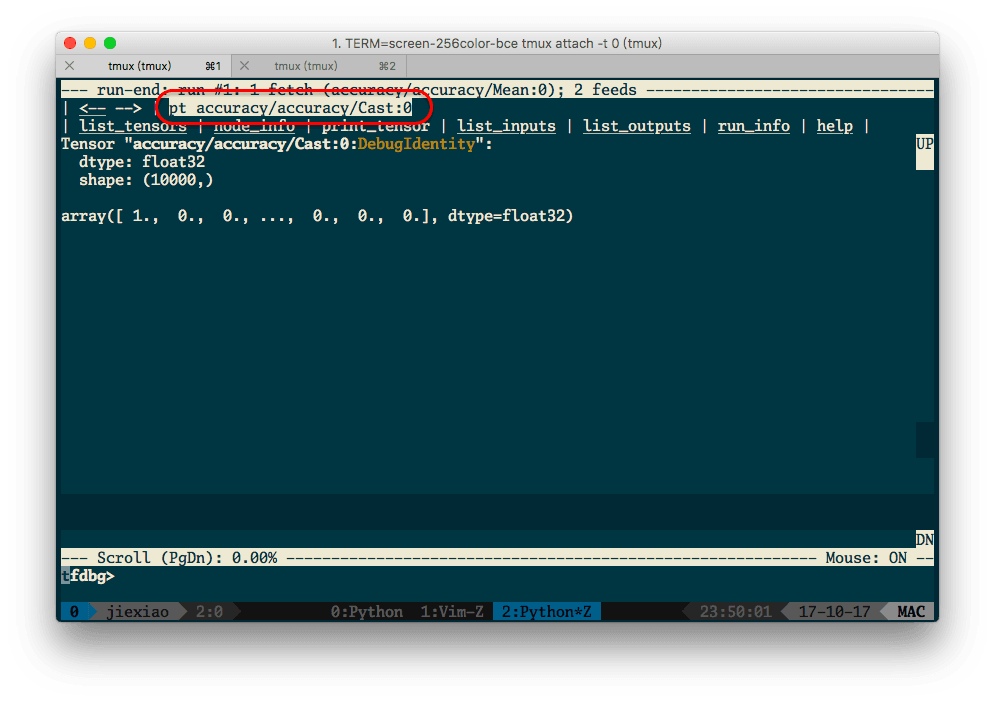 1. TERM=screen-256color-bce tmux attach -t 0 (tmux)
tmux (tmux) ⌘1 tmux (tmux) ⌘2
--- run-end: run #1: 1 fetch (accuracy/accuracy/Mean:0); 2 feeds --------------------------------
| <-- --> | pt accuracy/accuracy/Cast:0
| list_tensors | node_info | print_tensor | list_inputs | list_outputs | run_info | help |
Tensor "accuracy/accuracy/Cast:0:DebugIdentity": UP
dtype: float32
shape: (10000,)
array([ 1., 0., 0., ..., 0., 0., 0.], dtype=float32)
DN
--- Scroll (PgDn): 0.00% ----------------------------------------------------------- Mouse: ON --
tfdbg>
0 jiexiao 2:0 0:Python 1:Vim-Z 2:Python*Z 23:50:01 17-10-17 MAC